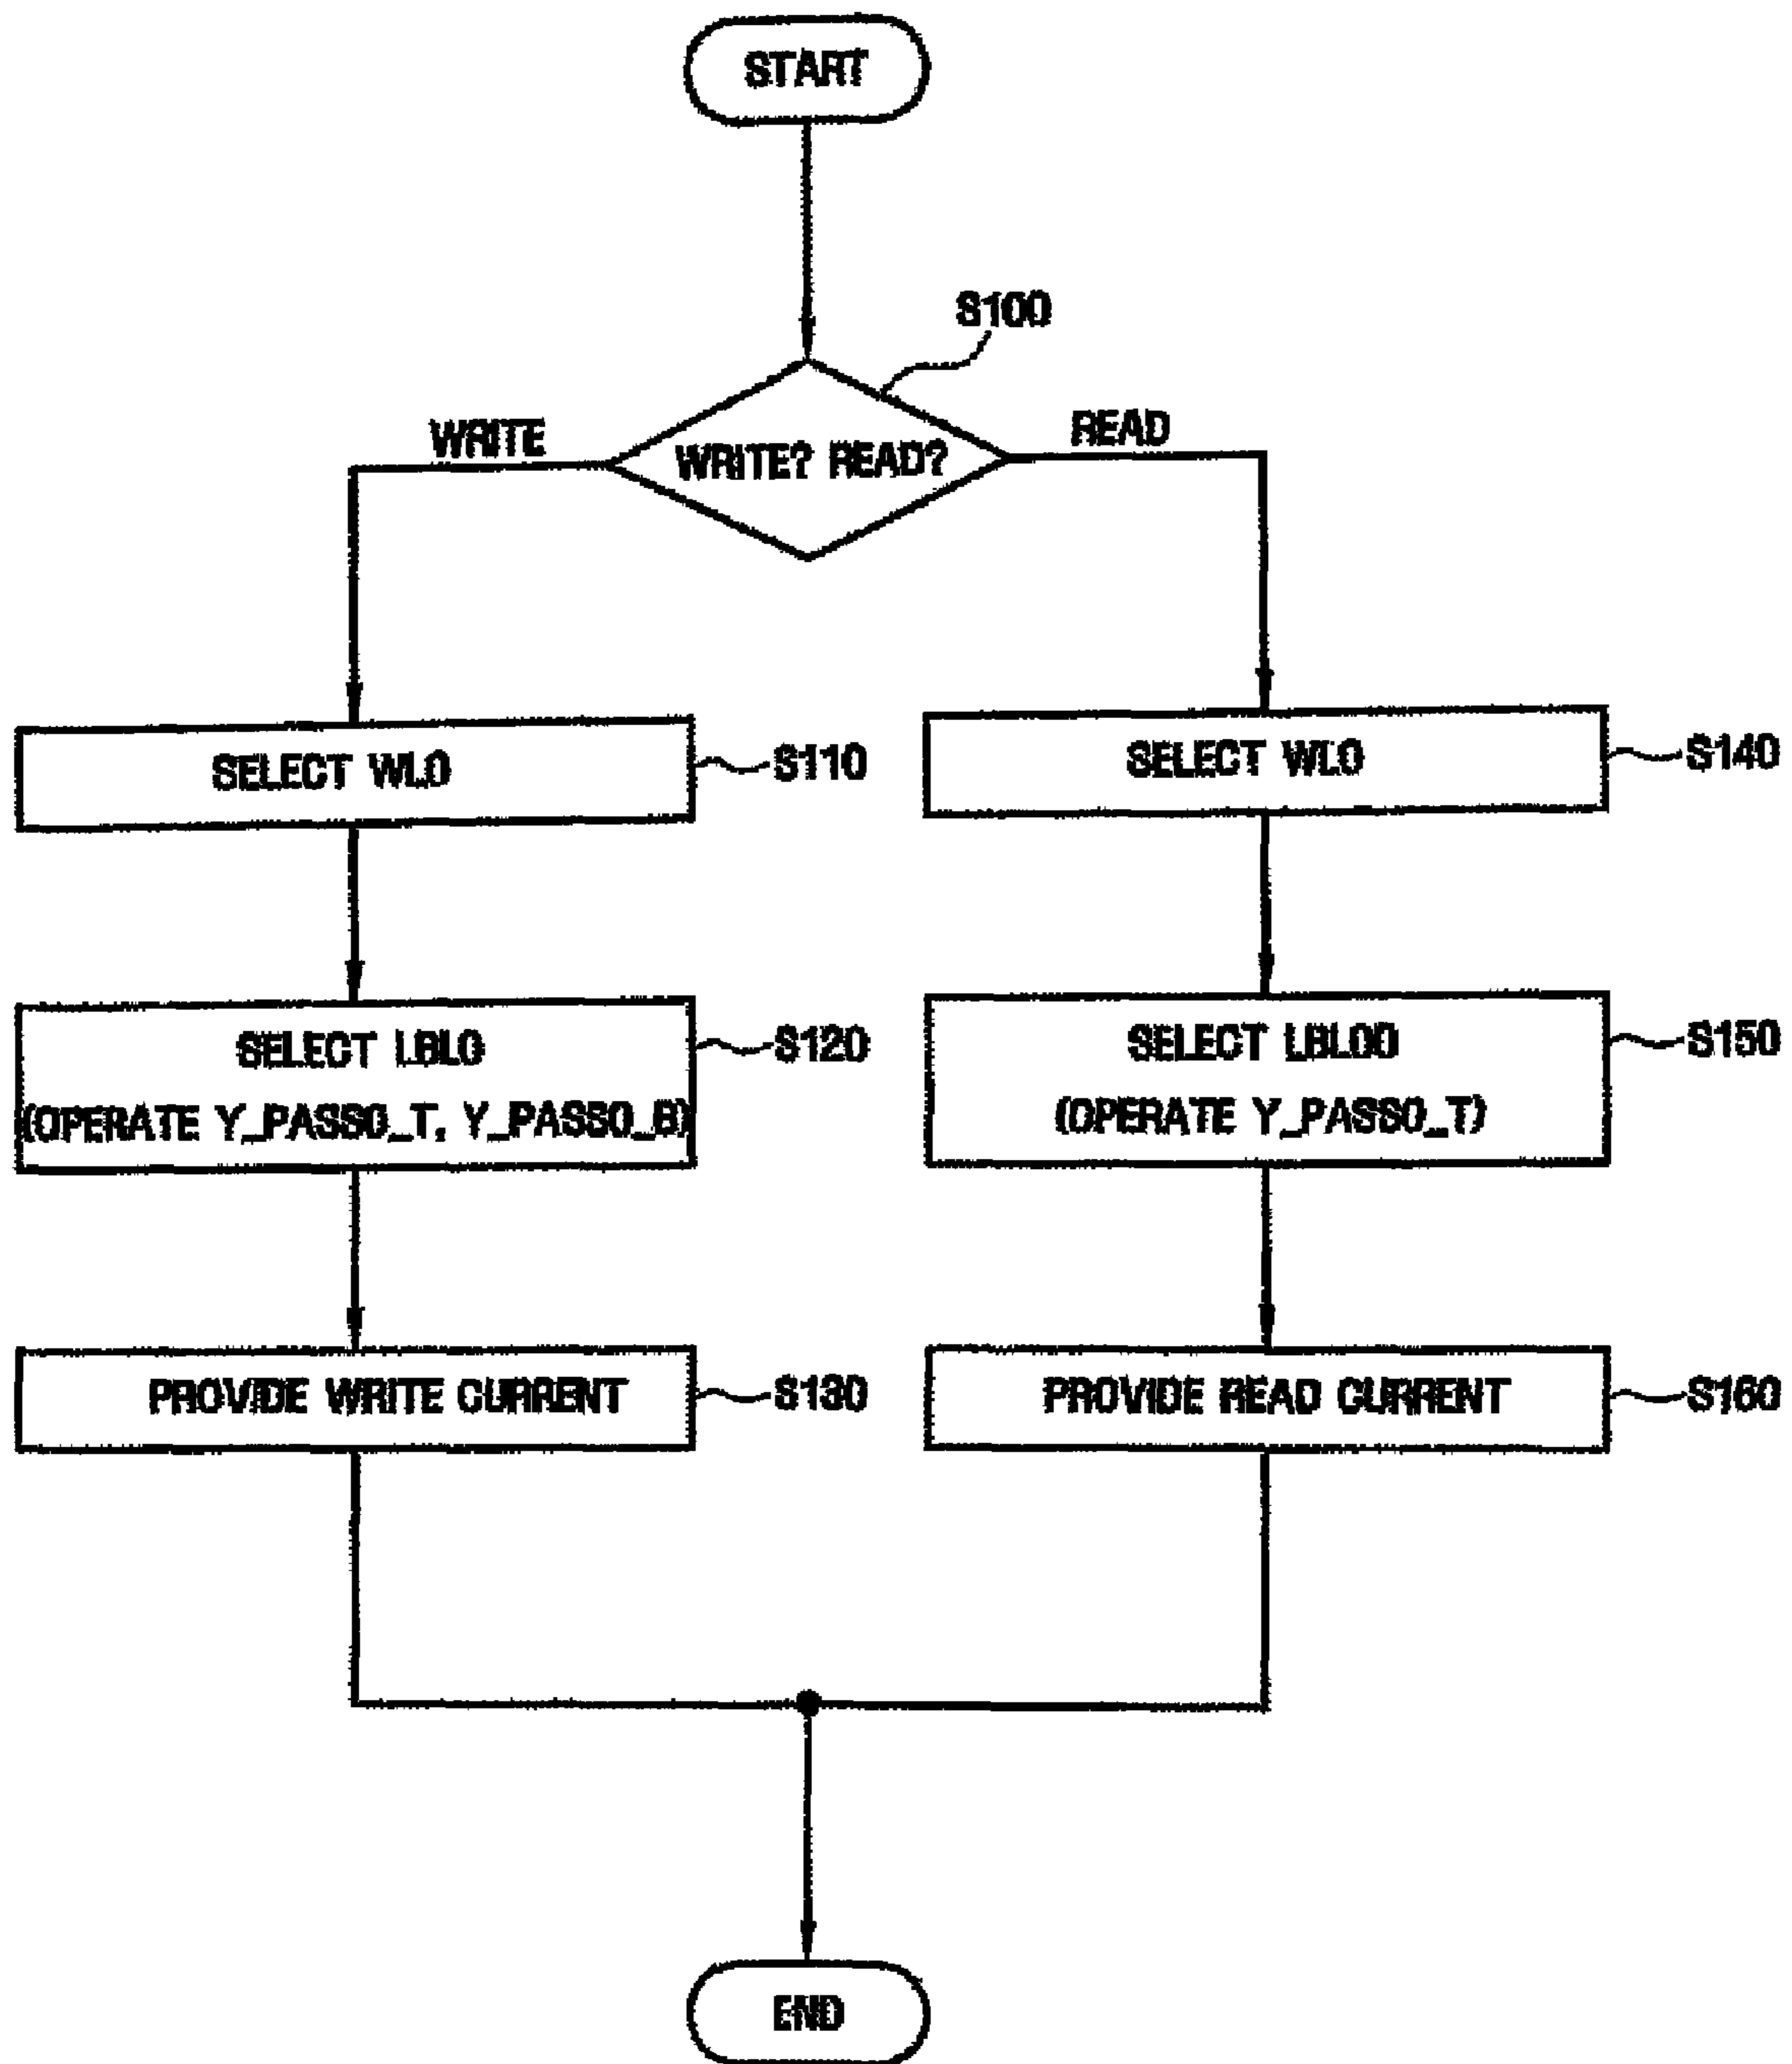 START
S100
WRITE
WRITE? READ?
READ
SELECT WL0
S110
SELECT WL0
S140
SELECT LBL0
(OPERATE Y_PASS0_T, Y_PASS0_B)
S120
SELECT LBL00
(OPERATE Y_PASS0_T)
S150
PROVIDE WRITE CURRENT
S130
PROVIDE READ CURRENT
S160
END